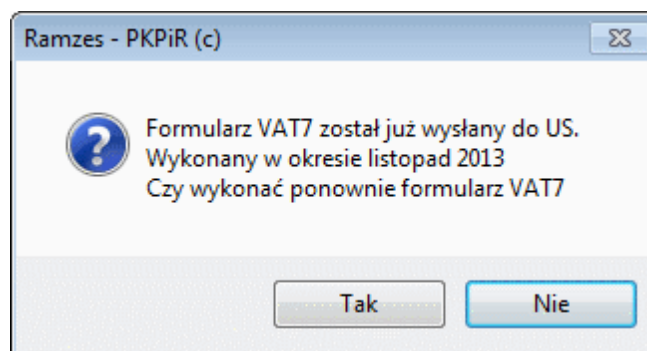 Ramzes - PKPiR (c)
Formularz VAT7 został już wysłany do US.
Wykonany w okresie listopad 2013
Czy wykonać ponownie formularz VAT7
Tak
Nie